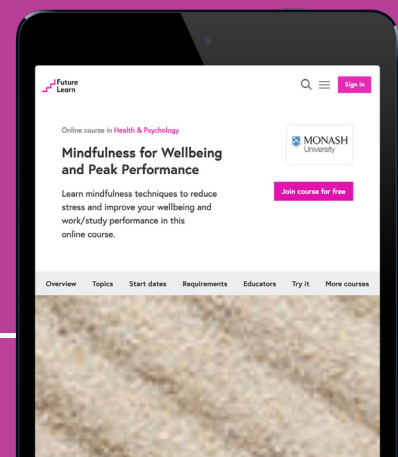 Future
Learn
Sign in
Online course in Health & Psychology
MONASH
University
Mindfulness for Wellbeing
and Peak Performance
Join course for free
Learn mindfulness techniques to reduce
stress and improve your wellbeing and
work/study performance in this
online course.
Overview Topics Start dates Requirements Educators Try it More courses